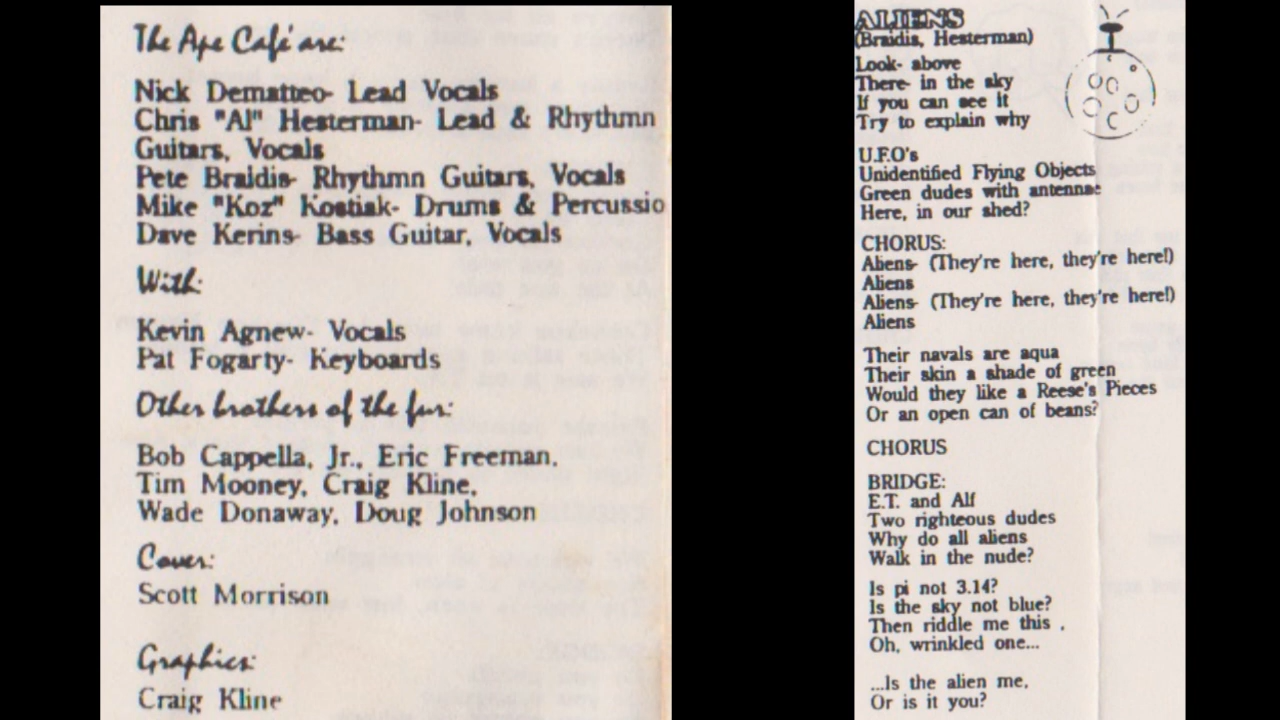 The Ape Café are:
Nick Dematteo- Lead Vocals
Chris "Al" Hesterman- Lead & Rhythmn
Guitars, Vocals
Pete Braidis- Rhythmn Guitars, Vocals
Mike "Koz" Kostiak- Drums & Percussio
Dave Kerins- Bass Guitar, Vocals
With:
Kevin Agnew- Vocals
Pat Fogarty- Keyboards
Other brothers of the fur:
Bob Cappella, Jr., Eric Freeman,
Tim Mooney, Craig Kline,
Wade Donaway, Doug Johnson
Cover:
Scott Morrison
Graphics:
Craig Kline
ALIENS
(Braidis, Hesterman)
Look- above
There- in the sky
If you can see it
Try to explain why
U.F.O's
Unidentified Flying Objects
Green dudes with antennae
Here, in our shed?
CHORUS:
Aliens- (They're here, they're here!)
Aliens
Aliens- (They're here, they're here!)
Aliens
Their navals are aqua
Their skin a shade of green
Would they like a Reese's Pieces
Or an open can of beans?
CHORUS
BRIDGE:
E.T. and Alf
Two righteous dudes
Why do all aliens
Walk in the nude?
Is pi not 3.14?
Is the sky not blue?
Then riddle me this .
Oh, wrinkled one...
...Is the alien me,
Or is it you?